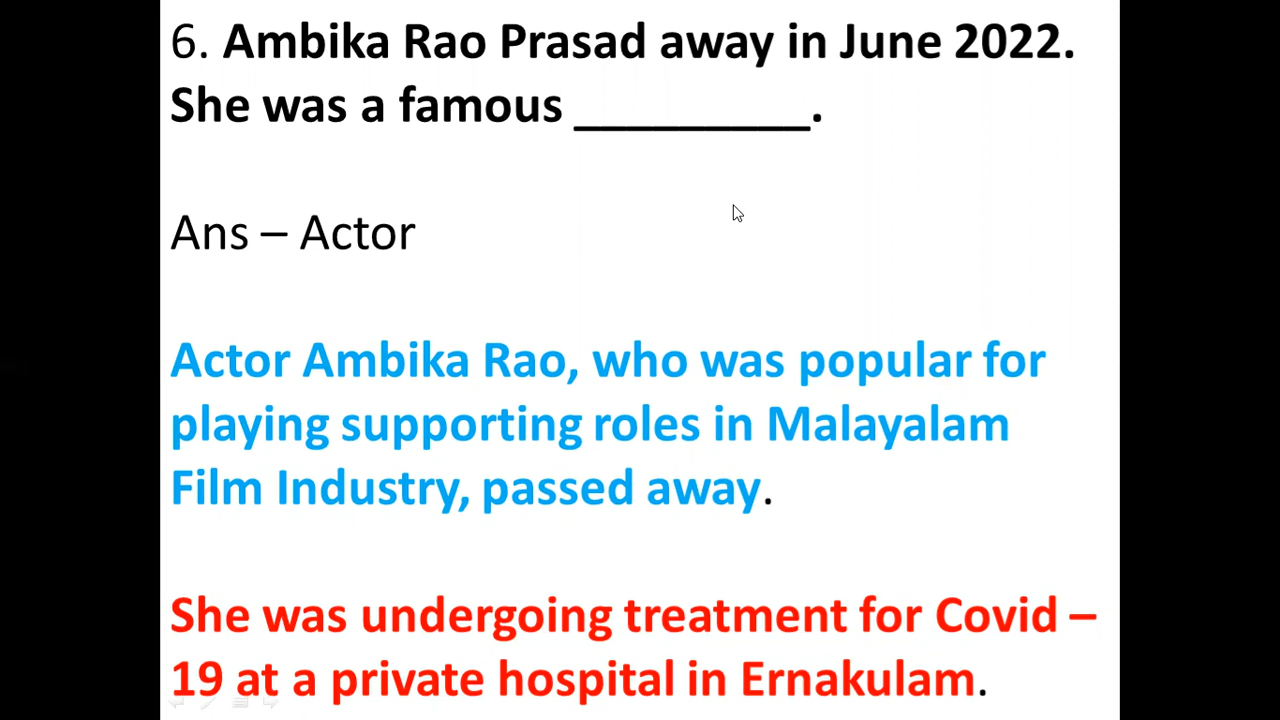 6. Ambika Rao Prasad away in June 2022.
She was a famous _________.
Ans – Actor
Actor Ambika Rao, who was popular for
playing supporting roles in Malayalam
Film Industry, passed away.
She was undergoing treatment for Covid –
19 at a private hospital in Ernakulam.